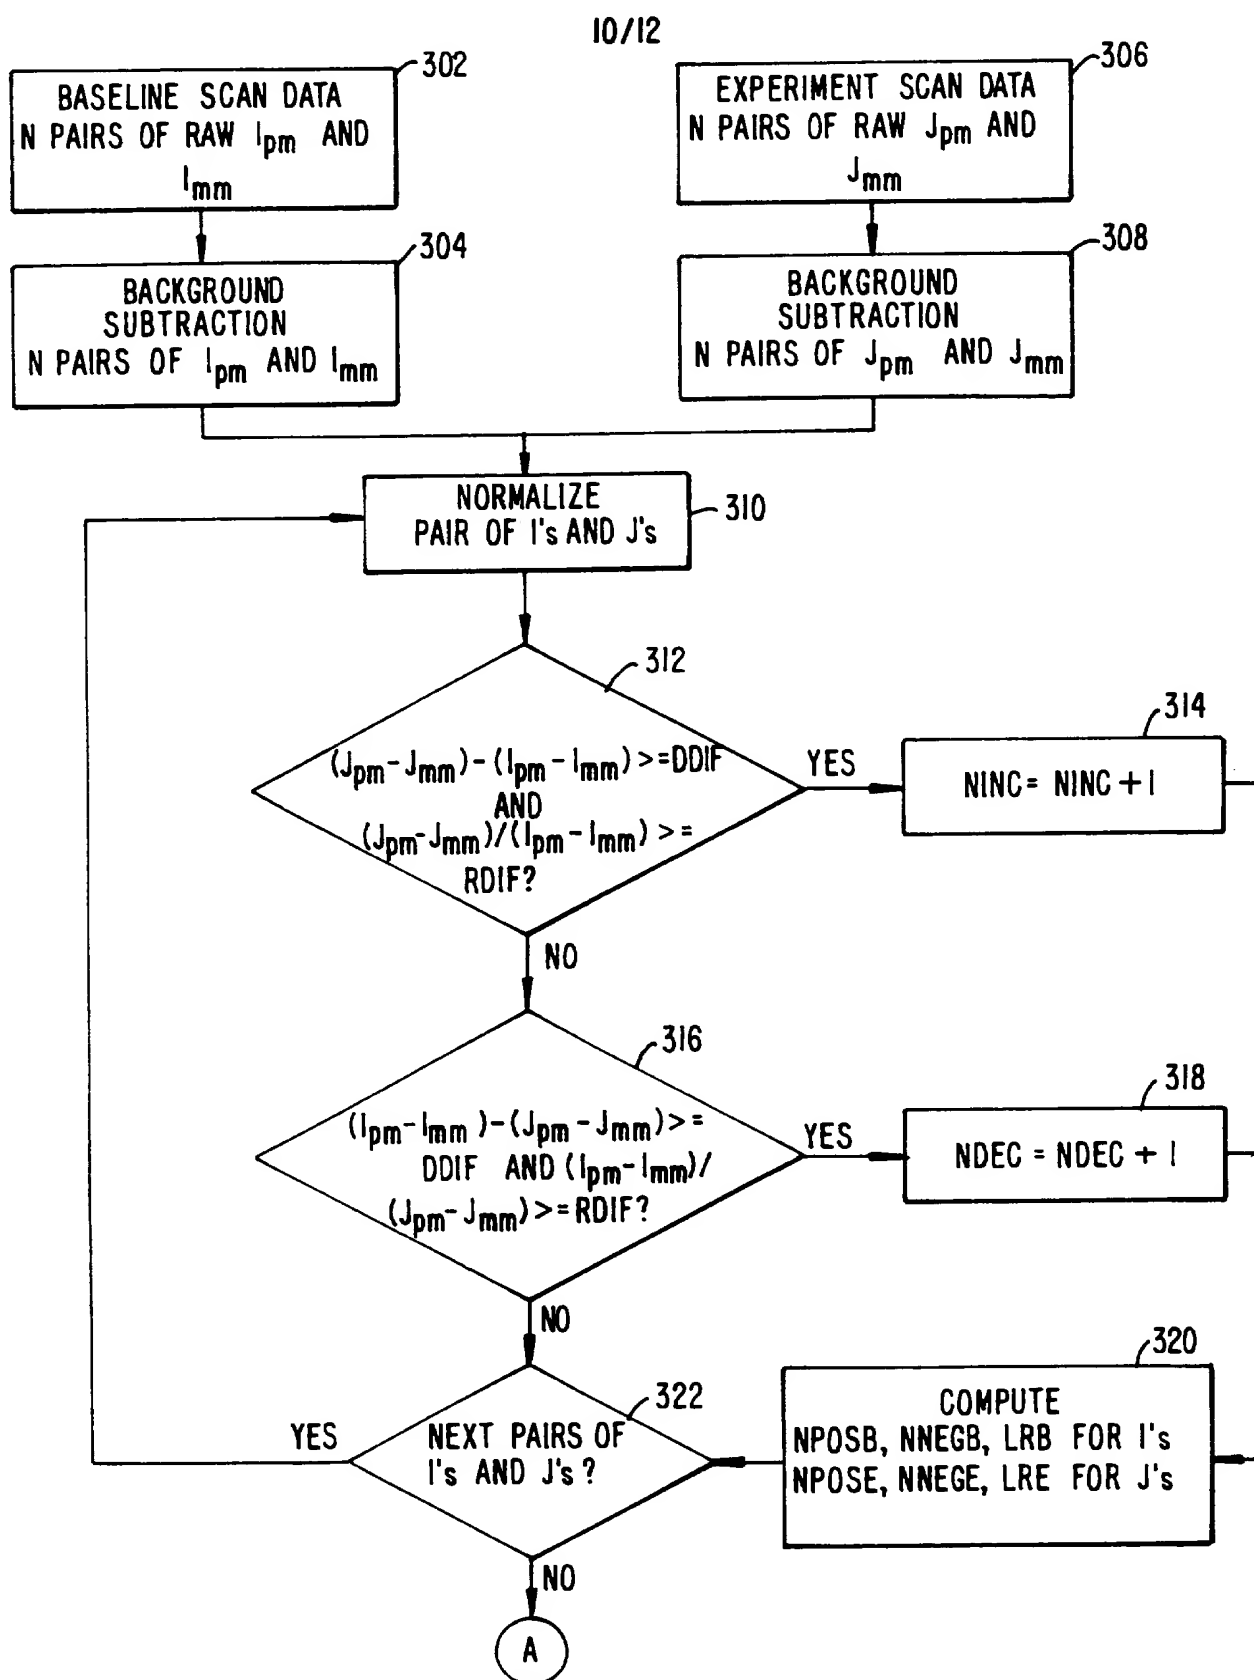 10/12
302
BASELINE SCAN DATA
N PAIRS OF RAW Ipm AND
Imm
306
EXPERIMENT SCAN DATA
N PAIRS OF RAW Jpm AND
Jmm
304
BACKGROUND
SUBTRACTION
N PAIRS OF Ipm AND Imm
308
BACKGROUND
SUBTRACTION
N PAIRS OF Jpm AND Jmm
NORMALIZE
PAIR OF I's AND J's
310
312
(Jpm-Jmm)-(Ipm-Imm)>=DDIF
AND
(Jpm-Jmm)/(Ipm-Imm)>=
RDIF?
YES
314
NINC= NINC+1
NO
316
(Ipm-Imm)-(Jpm-Jmm)>=
DDIF AND (Ipm-Imm)/
(Jpm-Jmm)>=RDIF?
YES
318
NDEC = NDEC + 1
NO
320
COMPUTE
NPOSB, NNEGB, LRB FOR I's
NPOSE, NNEGE, LRE FOR J's
322
YES
NEXT PAIRS OF
I's AND J's?
NO
A